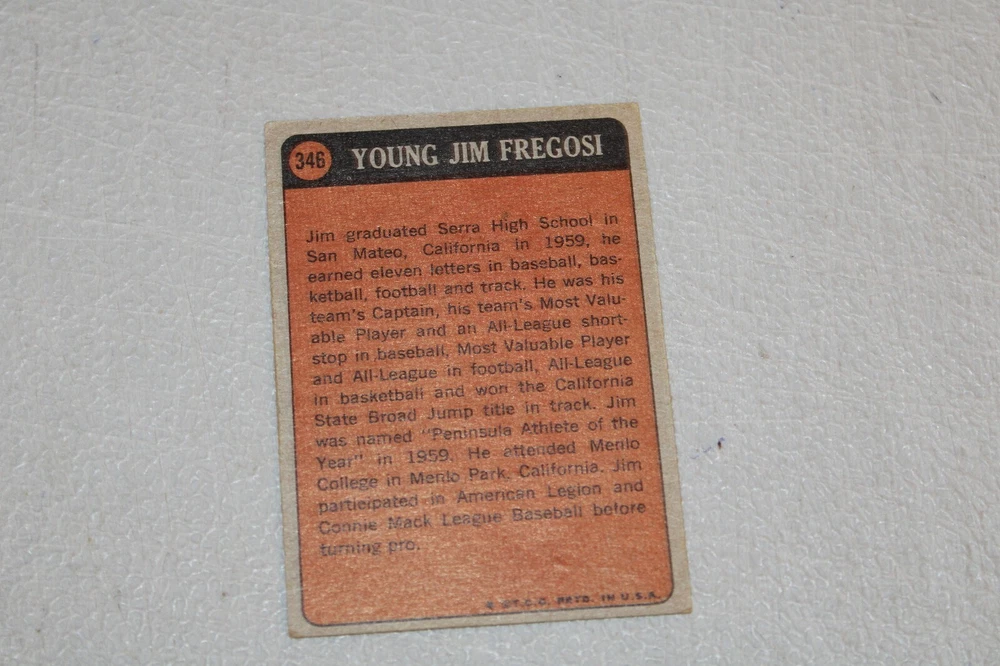 346 YOUNG JIM FREGOSI
Jim graduated Serra High School in
San Mateo, California in 1959, he
earned eleven letters in baseball, bas-
ketball, football and track. He was his
team's Captain, his team's Most Valu-
able Player and an All-League short-
stop in baseball, Most Valuable Player
and All-League in football, All-League
in basketball and won the California
State Broad Jump title in track. Jim
was named "Peninsula Athlete of the
Year" in 1959. He attended Menlo
College in Menlo Park, California. Jim
participated in American Legion and
Connie Mack League Baseball before
turning pro.
© T.C.G. PRTD. IN U.S.A.